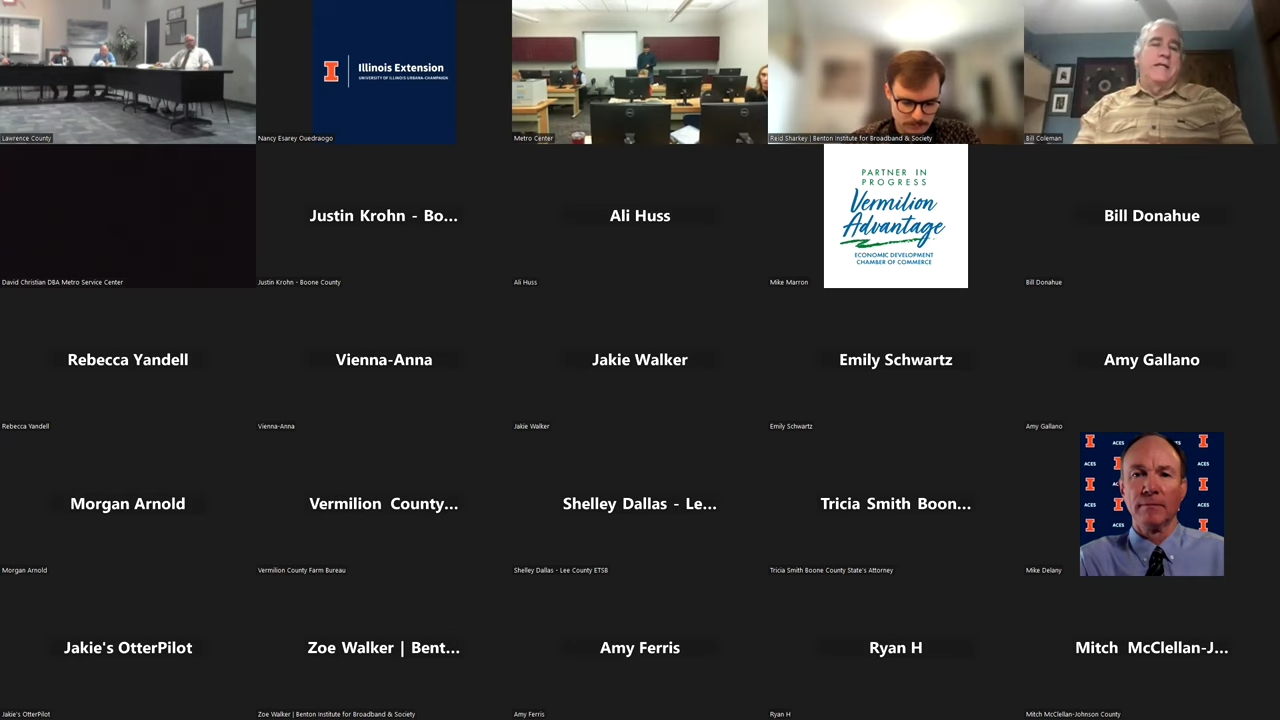 Lawrence County
I Illinois Extension
UNIVERSITY OF ILLINOIS URBANA-CHAMPAIGN
Nancy Esarey Ouedraogo
Metro Center
Reid Sharkey | Benton Institute for Broadband & Society
Bill Coleman
David Christian DBA Metro Service Center
Justin Krohn - Bo...
Justin Krohn - Boone County
Ali Huss
Ali Huss
PARTNER IN
PROGRESS
Vermilion
Advantage
ECONOMIC DEVELOPMENT
CHAMBER OF COMMERCE
Mike Marron
Bill Donahue
Bill Donahue
Rebecca Yandell
Rebecca Yandell
Vienna-Anna
Vienna-Anna
Jakie Walker
Jakie Walker
Emily Schwartz
Emily Schwartz
Amy Gallano
Amy Gallano
Morgan Arnold
Morgan Arnold
Vermilion County...
Vermilion County Farm Bureau
Shelley Dallas - Le...
Shelley Dallas - Lee County ETSB
Tricia Smith Boon...
Tricia Smith Boone County State's Attorney
I ACES I
ACES ACES
I I
ACES ACES
I I
Mike Delany
Jakie's OtterPilot
Jakie's OtterPilot
Zoe Walker | Bent...
Zoe Walker | Benton Institute for Broadband & Society
Amy Ferris
Amy Ferris
Ryan H
Ryan H
Mitch McClellan-J...
Mitch McClellan-Johnson County